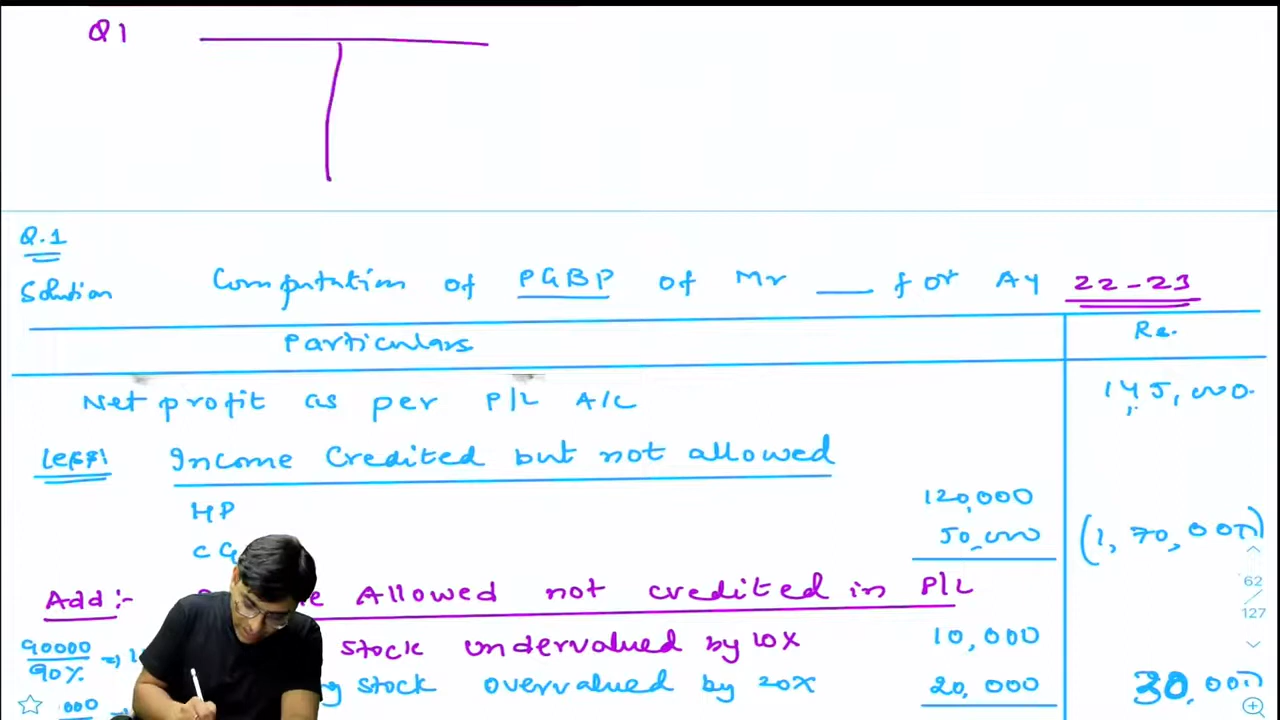 Q1
Q.1
Solution Computation of PGBP of Mr ___ for AY 22-23
Particulars Rs.
Net profit as per P/L A/C 145,000.
Less:- Income Credited but not allowed
HP 120,000
CG 50,000 (1,70,000)
Add:- Allowed not credited in P/L
90000 / 90% => stock undervalued by 10% 10,000
stock overvalued by 20% 20,000 30,000
62 / 127